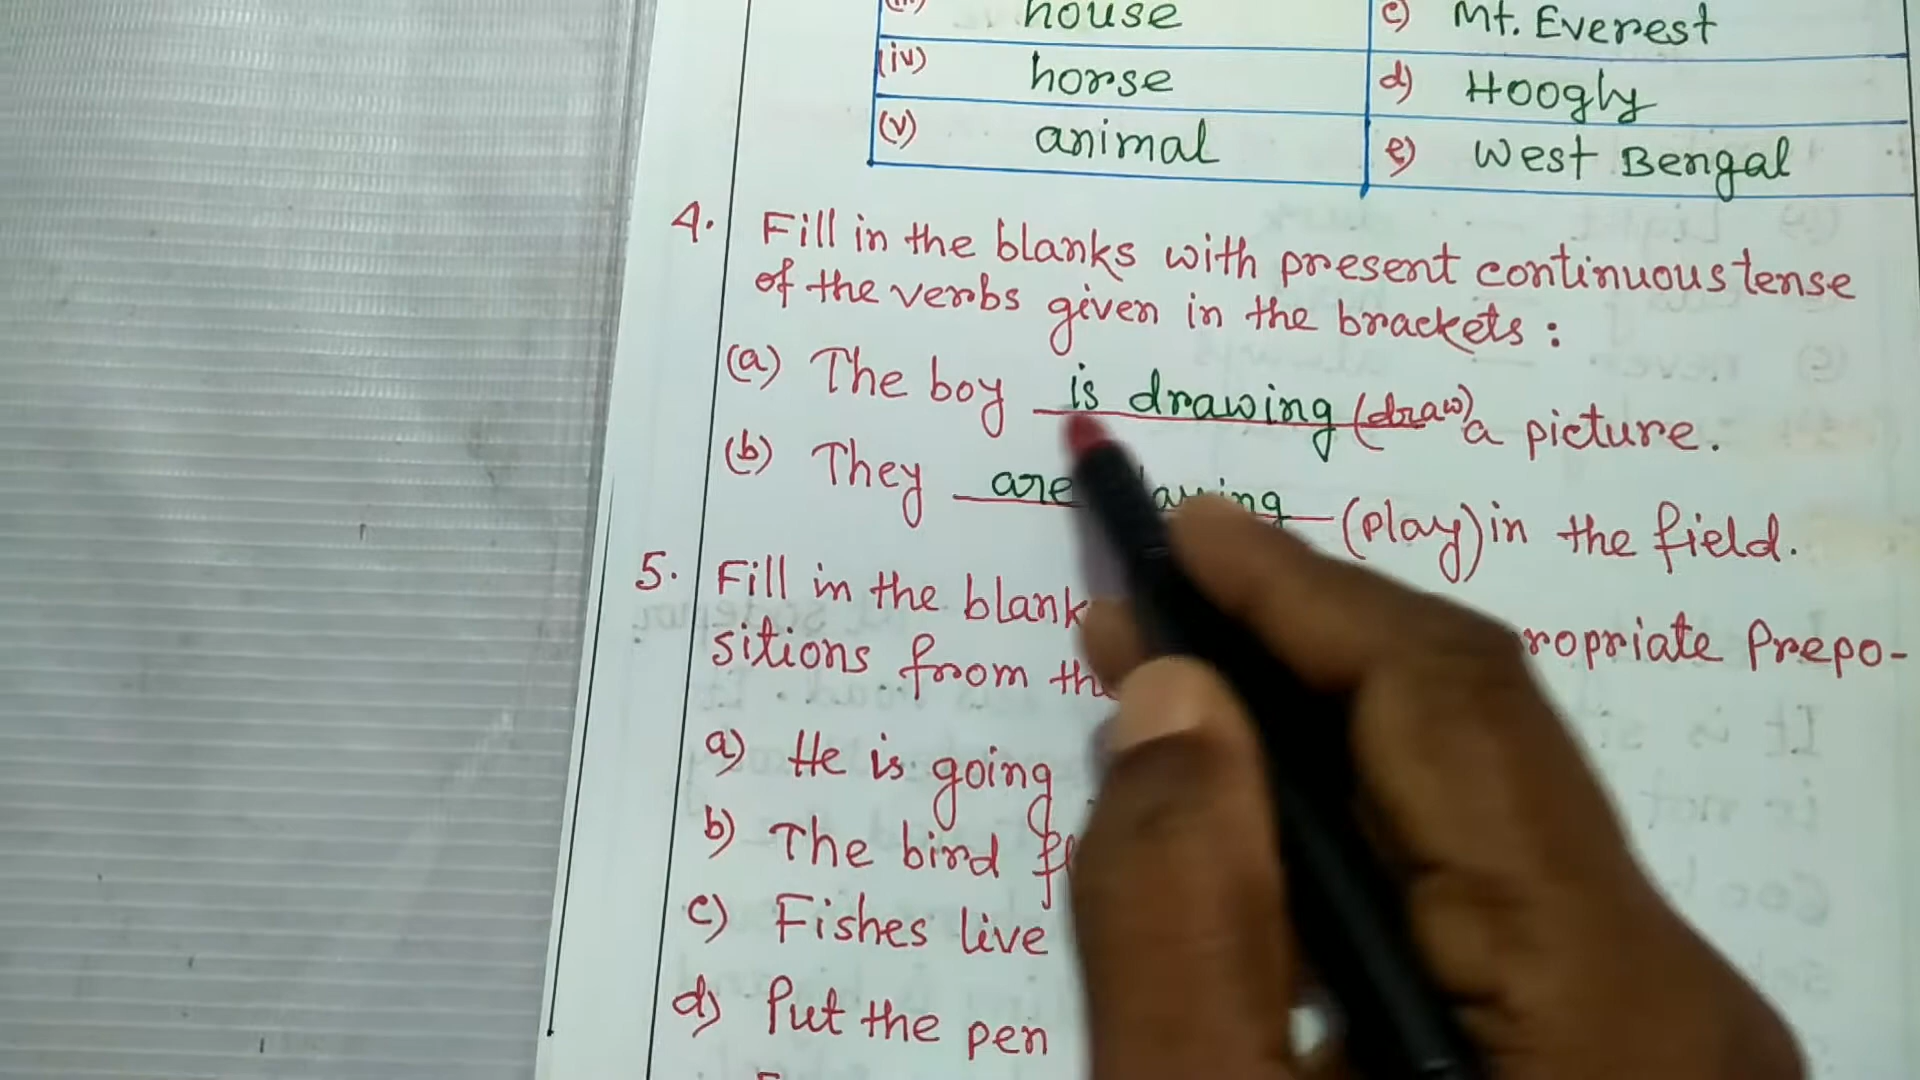 house c) Mt. Everest
(iv) horse d) Hoogly
(v) animal e) West Bengal
4. Fill in the blanks with present continuous tense
of the verbs given in the brackets :
(a) The boy is drawing (draw) a picture.
(b) They are (play) in the field.
5. Fill in the Prepo-
sitions from
a) He is going
b) The bird
c) Fishes live
d) Put the pen